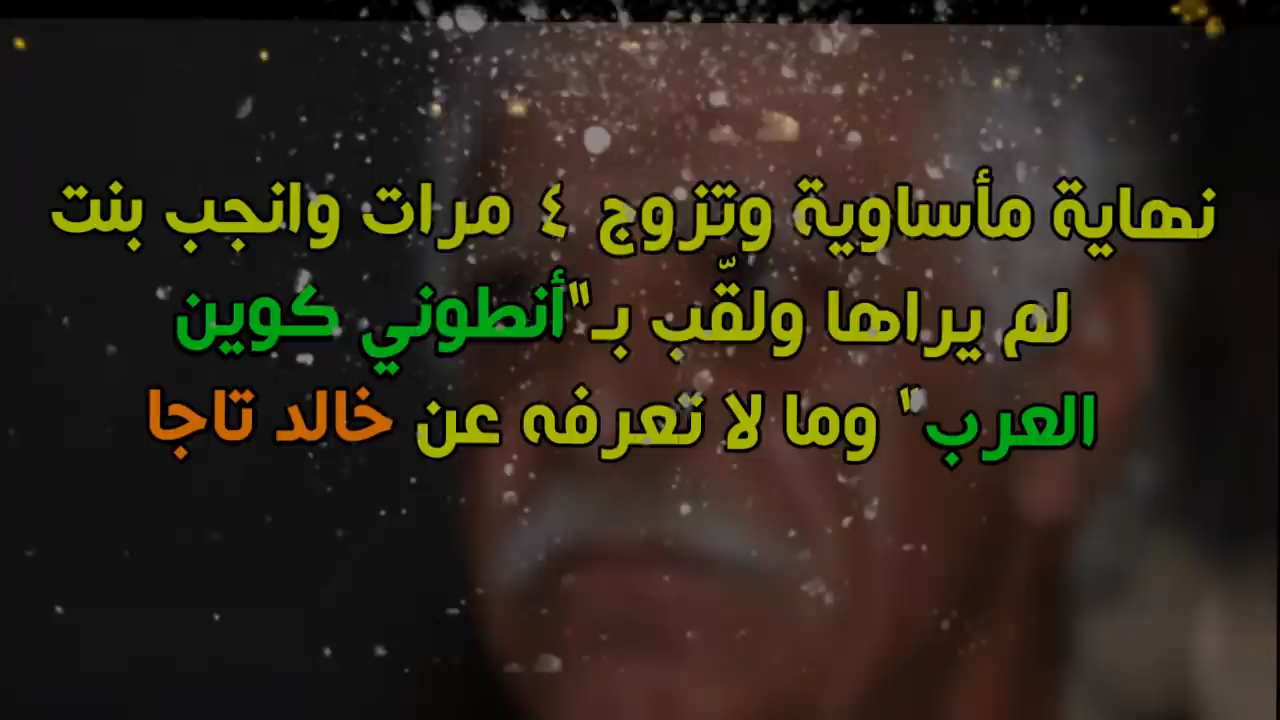 نهاية مأساوية وتزوج ٤ مرات وانجب بنت
لم يراها ولقّب بـ"أنطوني كوين
العرب" وما لا تعرفه عن خالد تاجا